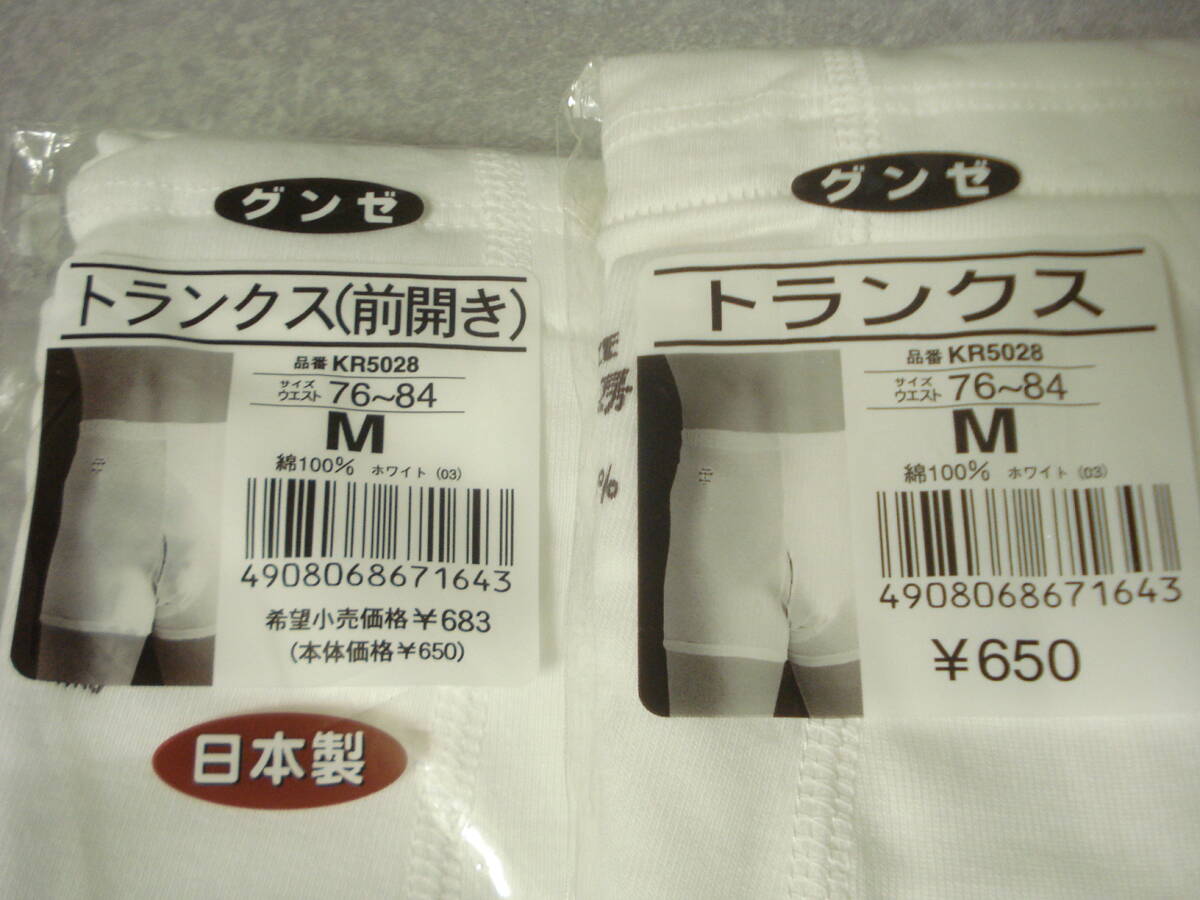 グンゼ
トランクス(前開き)
品番 KR5028
サイズ
ウエスト 76~84
M
綿100% ホワイト (03)
4908068671643
希望小売価格¥683
(本体価格¥650)
日本製
グンゼ
トランクス
品番 KR5028
サイズ
ウエスト 76~84
M
綿100% ホワイト (03)
4908068671643
¥650
%